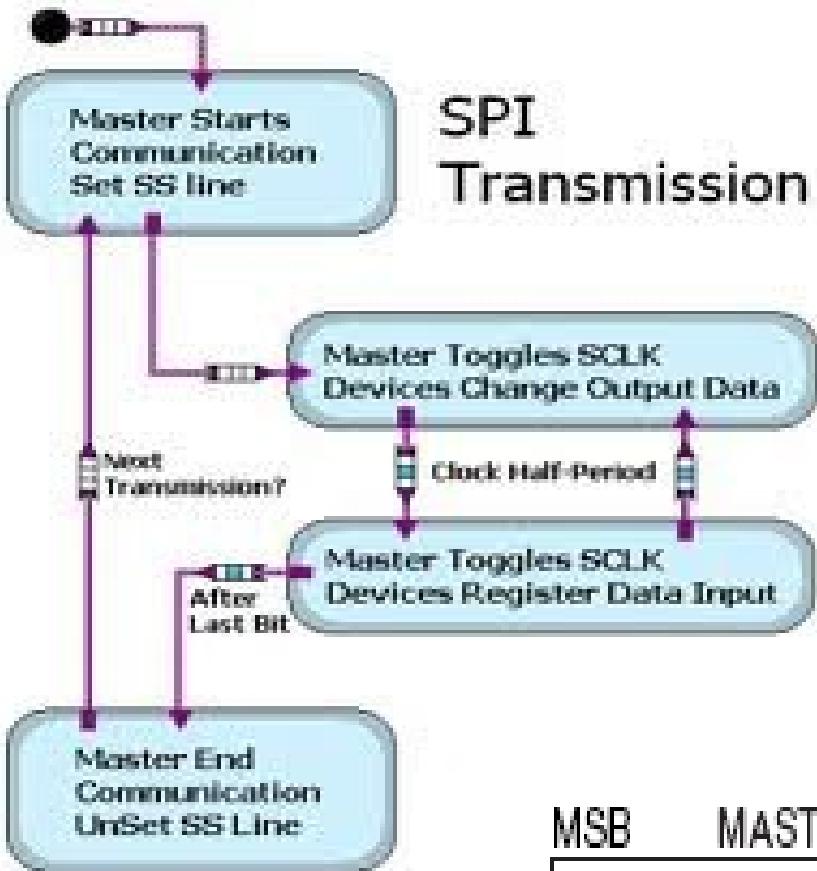 Master Starts
Communication
Set SS line
SPI
Transmission
Master Toggles SCLK
Devices Change Output Data
Next
Transmission?
Clock Half-Period
Master Toggles SCLK
Devices Register Data Input
After
Last Bit
Master End
Communication
UnSet SS Line
MSB MAST